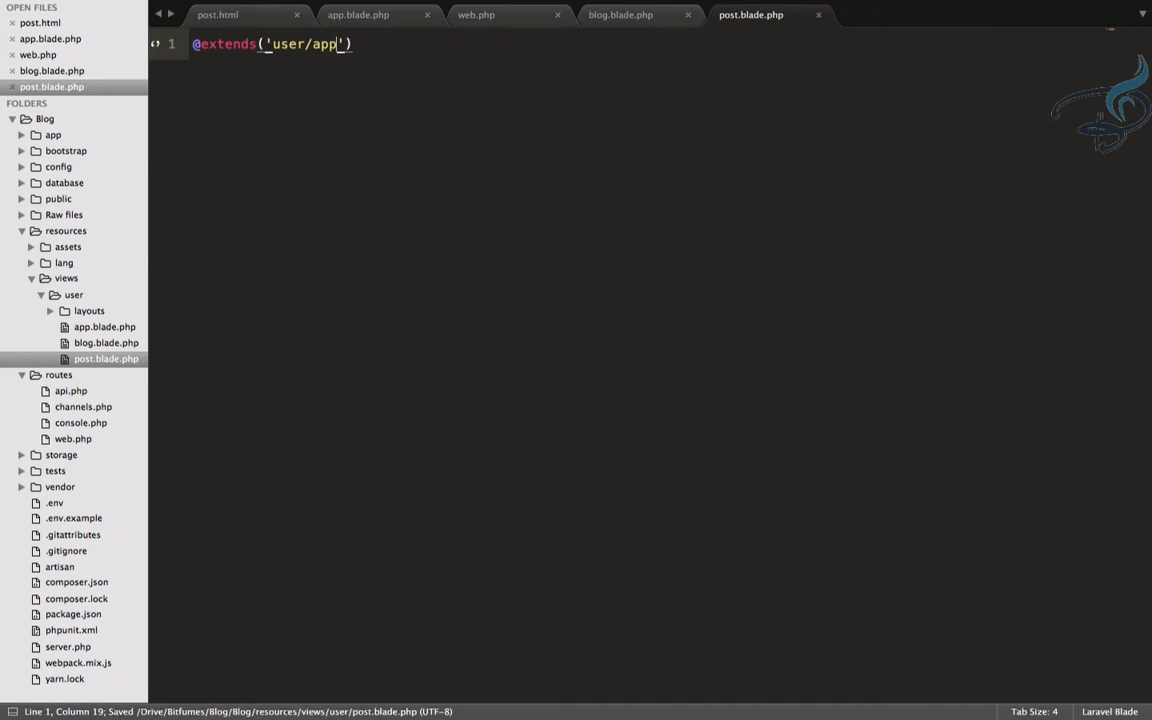 OPEN FILES
post.html
app.blade.php
web.php
blog.blade.php
post.blade.php
FOLDERS
Blog
app
bootstrap
config
database
public
Raw files
resources
assets
lang
views
user
layouts
app.blade.php
blog.blade.php
post.blade.php
routes
api.php
channels.php
console.php
web.php
storage
tests
vendor
.env
.env.example
.gitattributes
.gitignore
artisan
composer.json
composer.lock
package.json
phpunit.xml
server.php
webpack.mix.js
yarn.lock
post.html app.blade.php web.php blog.blade.php post.blade.php
1 @extends('user/app')
Line 1, Column 19; Saved /Drive/Bitfumes/Blog/Blog/resources/views/user/post.blade.php (UTF-8) Tab Size: 4 Laravel Blade